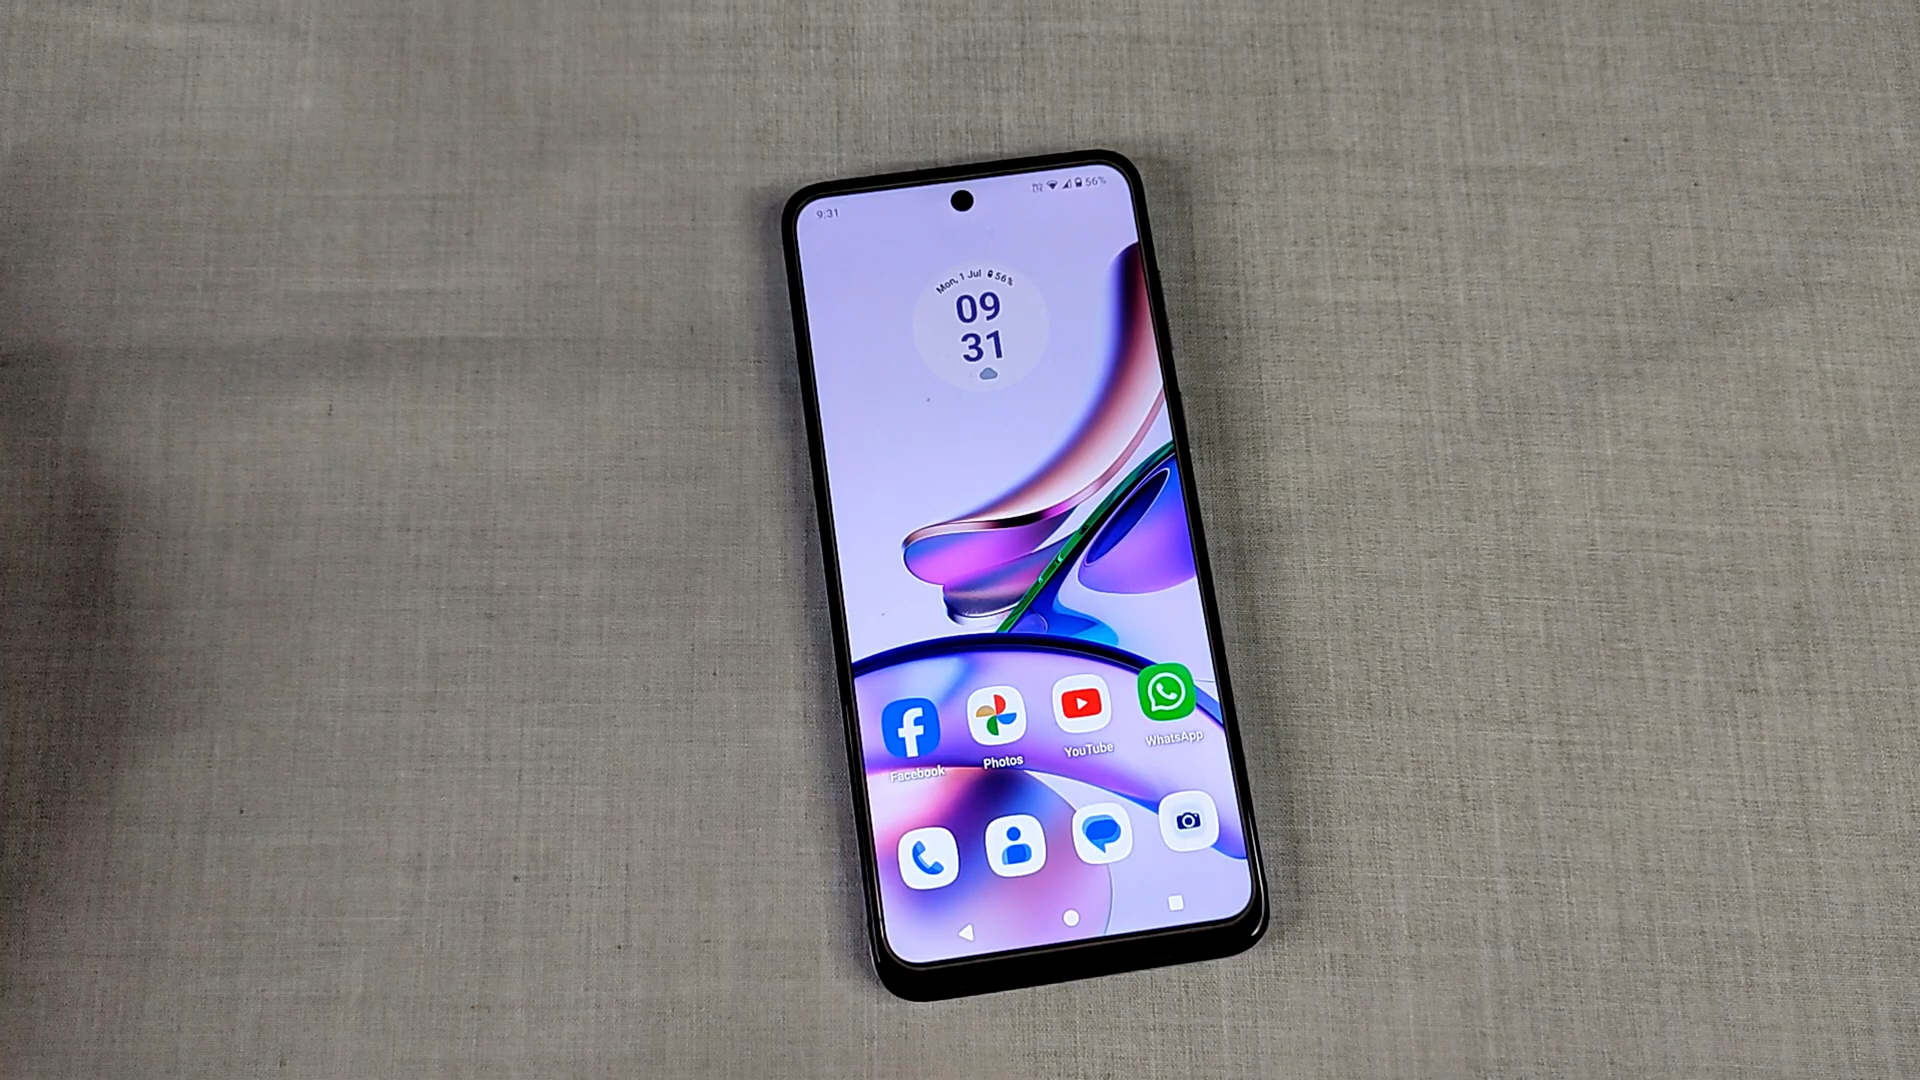 9:31
56%
Mon, 1 Jul 56%
09
31
Facebook
Photos
YouTube
WhatsApp